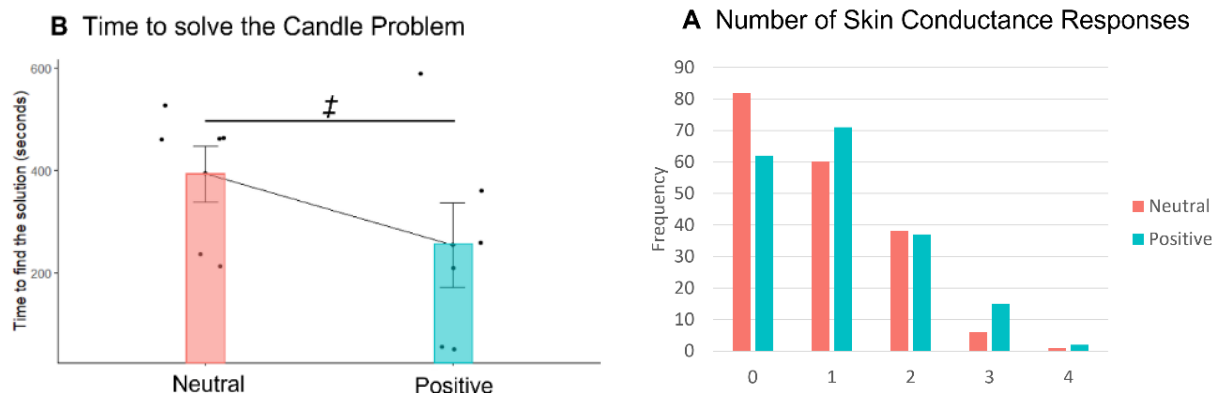 B Time to solve the Candle Problem
Time to find the solution (seconds)
600
400
200
‡
Neutral
Positive
A Number of Skin Conductance Responses
Frequency
90
80
70
60
50
40
30
20
10
0
0 1 2 3 4
Neutral
Positive